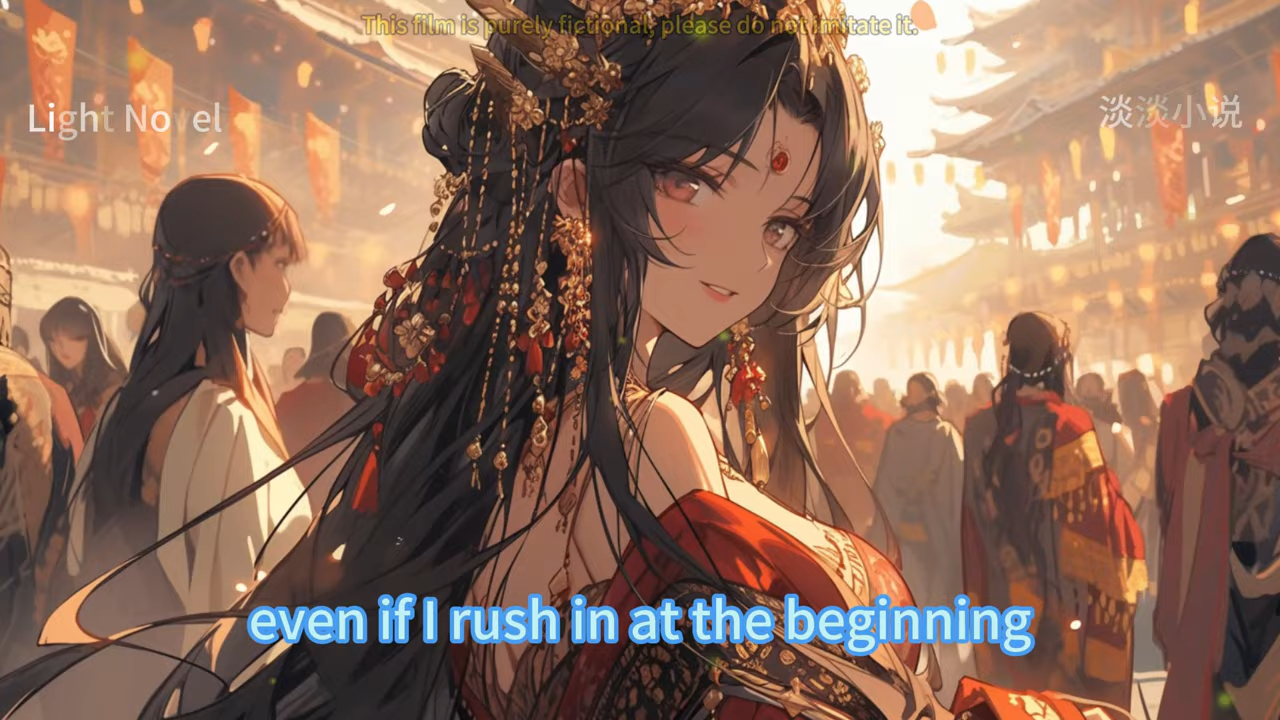 This film is purely fictional, please do not imitate it.
Light Novel
淡淡小说
even if I rush in at the beginning